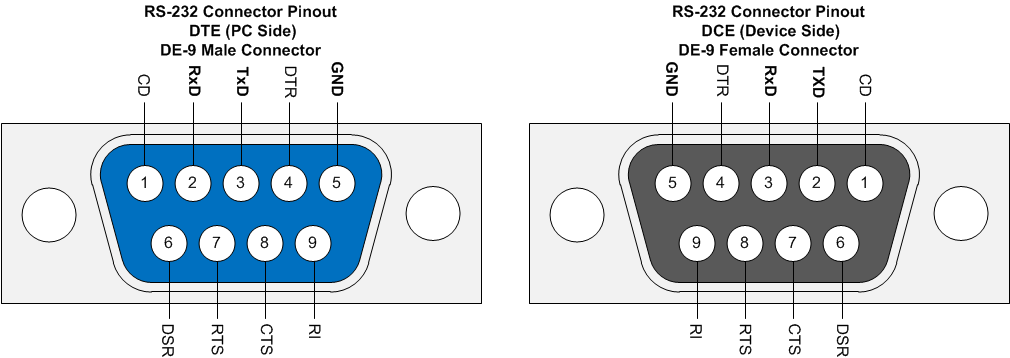 RS-232 Connector Pinout
DTE (PC Side)
DE-9 Male Connector
CD RxD TxD DTR GND
1 2 3 4 5
6 7 8 9
DSR RTS CTS RI
RS-232 Connector Pinout
DCE (Device Side)
DE-9 Female Connector
GND DTR RxD TXD CD
5 4 3 2 1
9 8 7 6
RI RTS CTS DSR